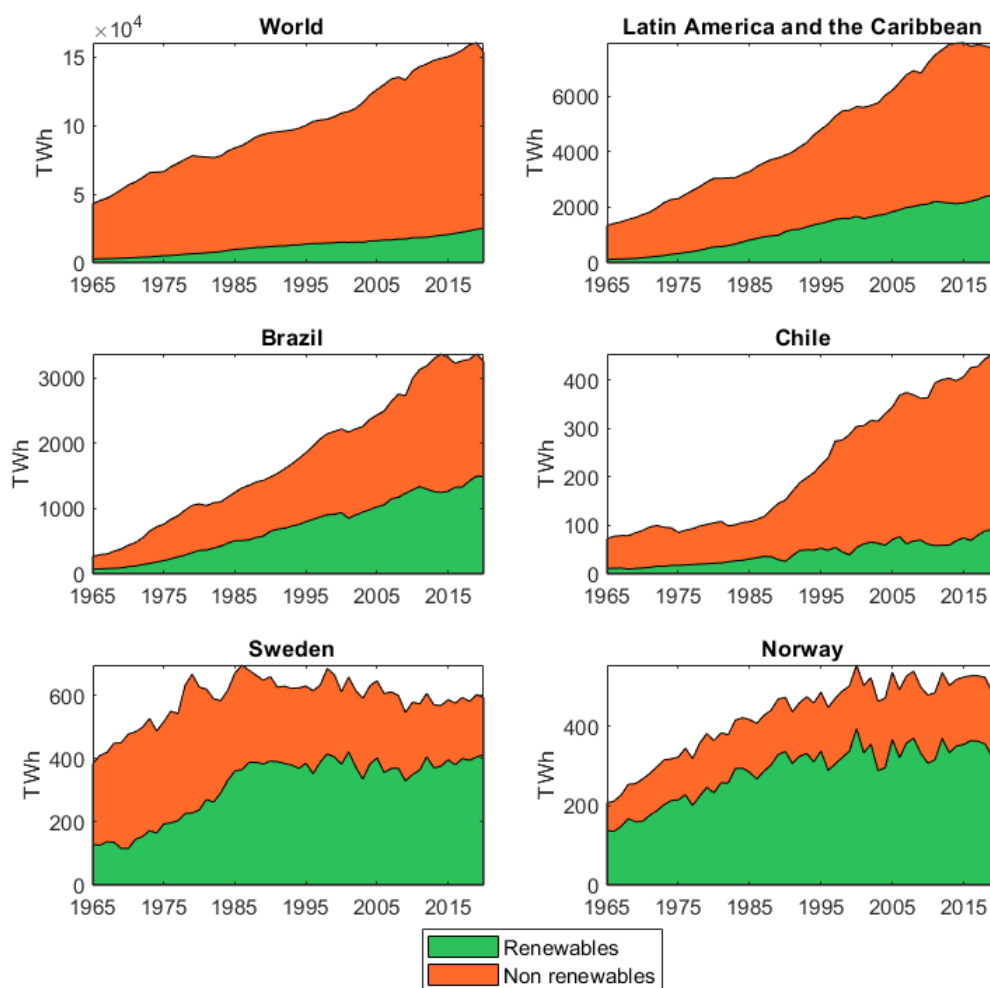 ×10⁴
World
15
10
5
0
TWh
1965 1975 1985 1995 2005 2015
Latin America and the Caribbean
6000
4000
2000
0
TWh
1965 1975 1985 1995 2005 2015
Brazil
3000
2000
1000
0
TWh
1965 1975 1985 1995 2005 2015
Chile
400
300
200
100
0
TWh
1965 1975 1985 1995 2005 2015
Sweden
600
400
200
0
TWh
1965 1975 1985 1995 2005 2015
Norway
400
200
0
TWh
1965 1975 1985 1995 2005 2015
Renewables
Non renewables